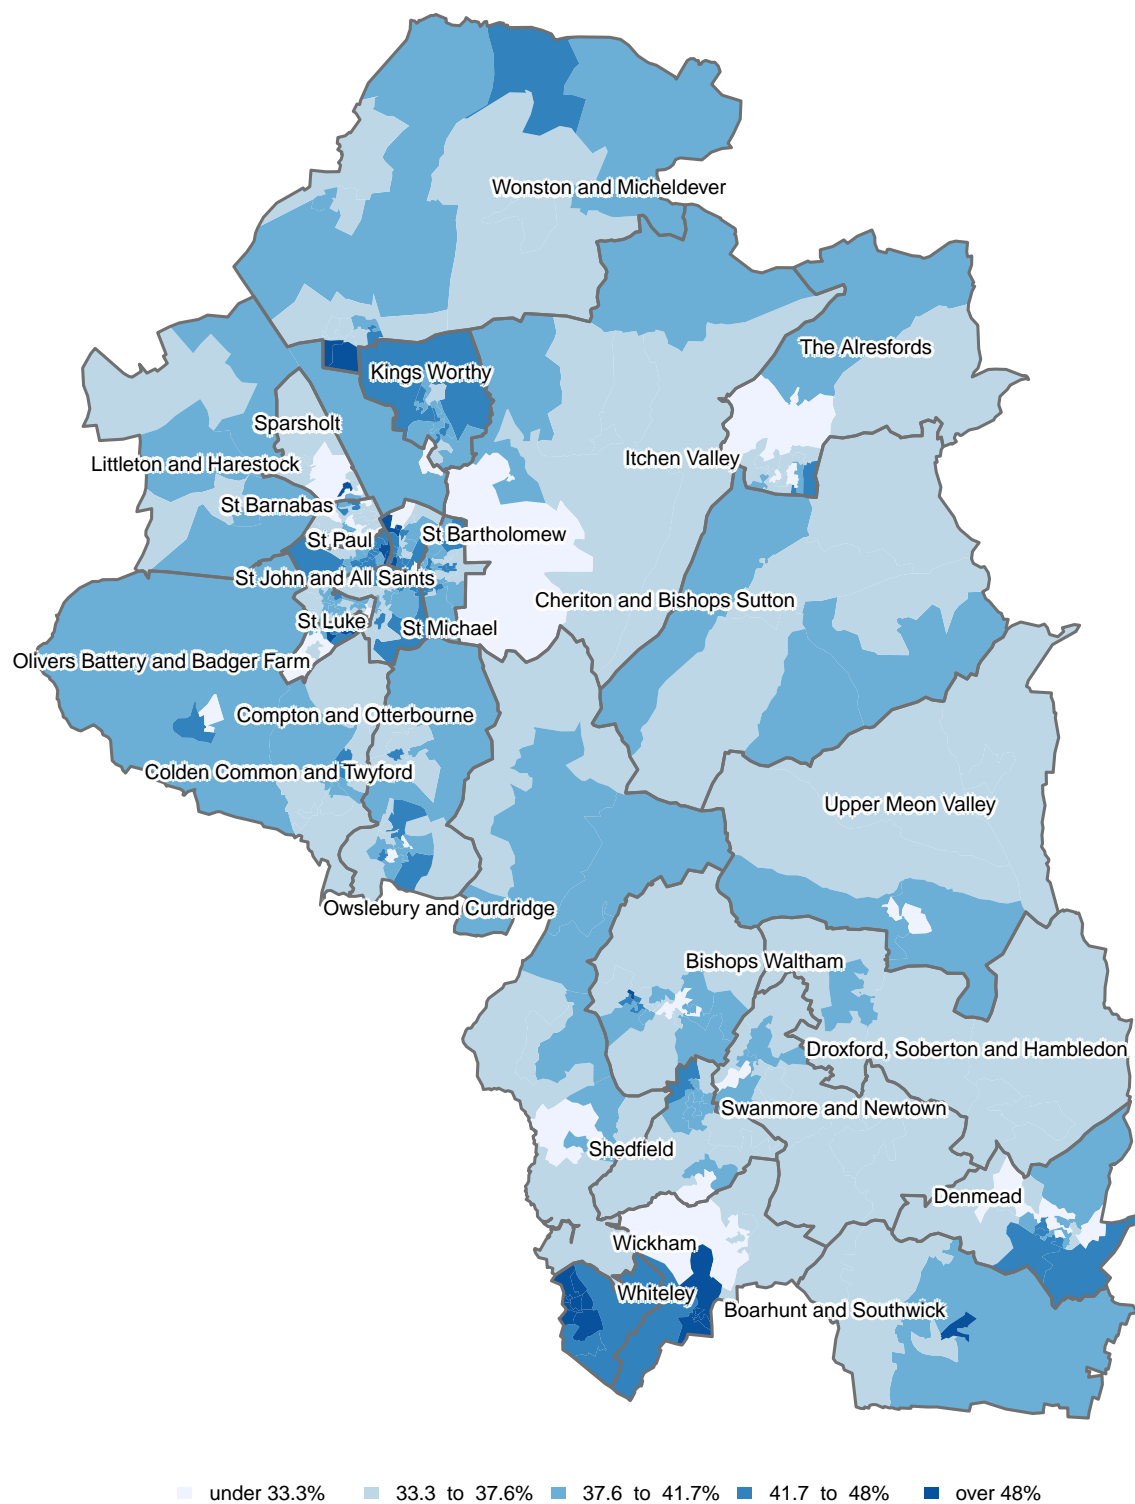 Wonston and Micheldever
The Alresfords
Kings Worthy
Sparsholt
Itchen Valley
Littleton and Harestock
St Barnabas
St Bartholomew
St Paul
St John and All Saints
Cheriton and Bishops Sutton
St Luke
St Michael
Olivers Battery and Badger Farm
Compton and Otterbourne
Colden Common and Twyford
Upper Meon Valley
Owslebury and Curdridge
Bishops Waltham
Droxford, Soberton and Hambledon
Swanmore and Newtown
Shedfield
Denmead
Wickham
Whiteley
Boarhunt and Southwick
under 33.3% 33.3 to 37.6% 37.6 to 41.7% 41.7 to 48% over 48%